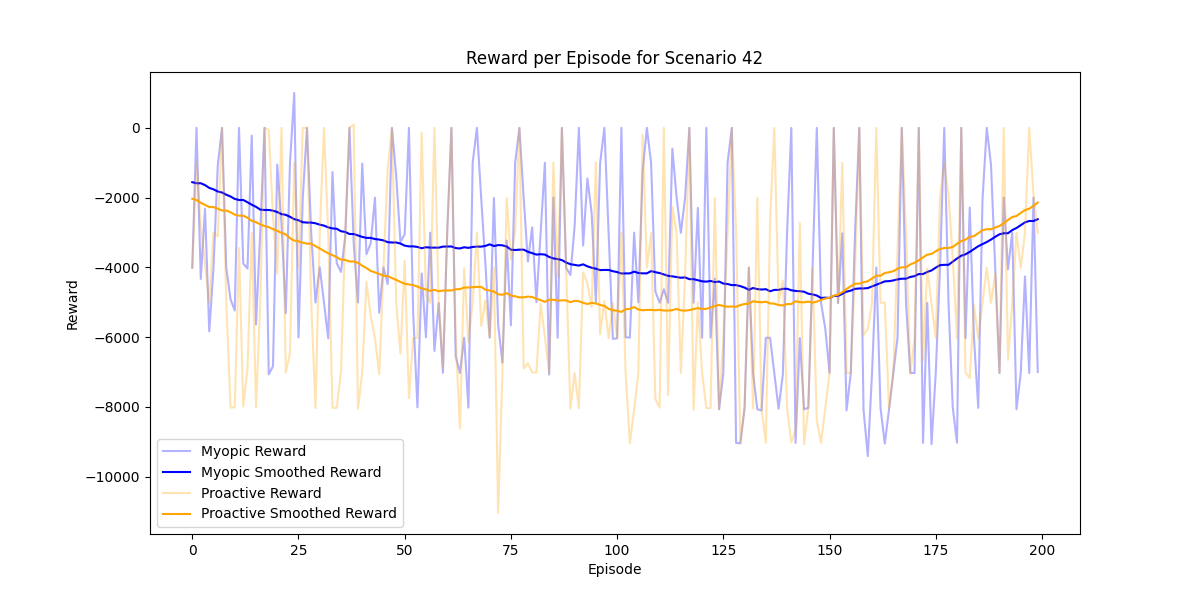 Reward per Episode for Scenario 42
Reward
0
−2000
−4000
−6000
−8000
−10000
Myopic Reward
Myopic Smoothed Reward
Proactive Reward
Proactive Smoothed Reward
0 25 50 75 100 125 150 175 200
Episode